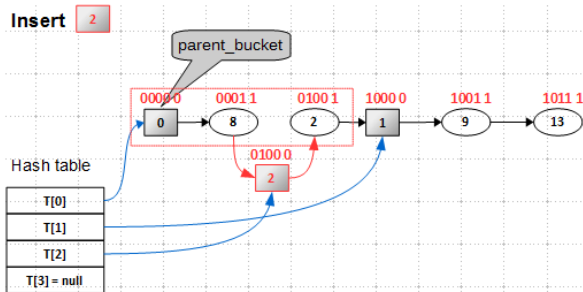 Insert 2
parent_bucket
0000 0 0001 1 0100 1 1000 0 1001 1 1011 1
0 8 2 1 9 13
0100 0
2
Hash table
T[0]
T[1]
T[2]
T[3] = null